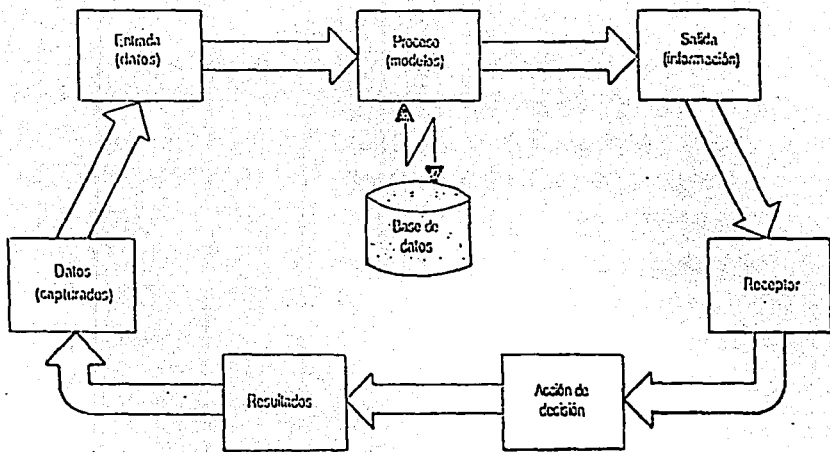 Entrada
(datos)
Proceso
(modelos)
Salida
(información)
Base de
datos
Datos
(capturados)
Receptor
Resultados
Acción de
decisión